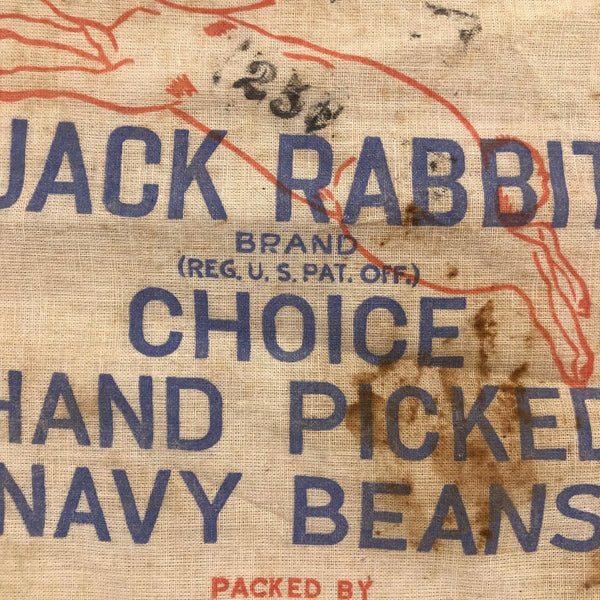 23¢
JACK RABBIT
BRAND
(REG. U. S. PAT. OFF.)
CHOICE
HAND PICKED
NAVY BEANS
PACKED BY